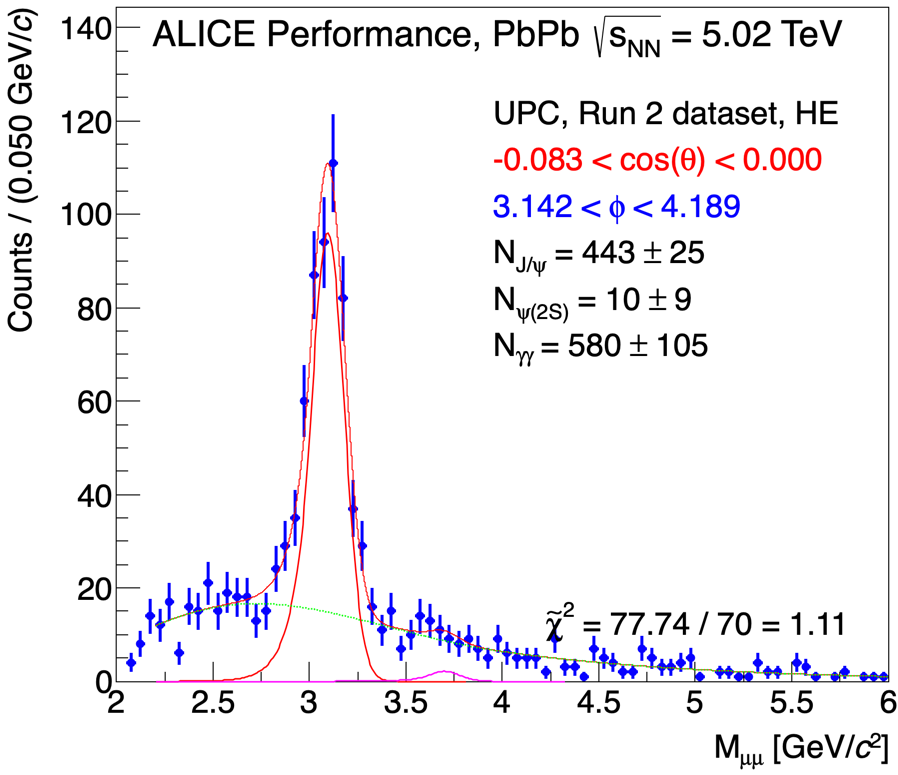 ALICE Performance, PbPb √sNN = 5.02 TeV
UPC, Run 2 dataset, HE
-0.083 < cos(θ) < 0.000
3.142 < ϕ < 4.189
NJ/ψ = 443 ± 25
Nψ(2S) = 10 ± 9
Nγγ = 580 ± 105
χ̃² = 77.74 / 70 = 1.11
Counts / (0.050 GeV/c)
140
120
100
80
60
40
20
0
2 2.5 3 3.5 4 4.5 5 5.5 6
Mμμ [GeV/c²]